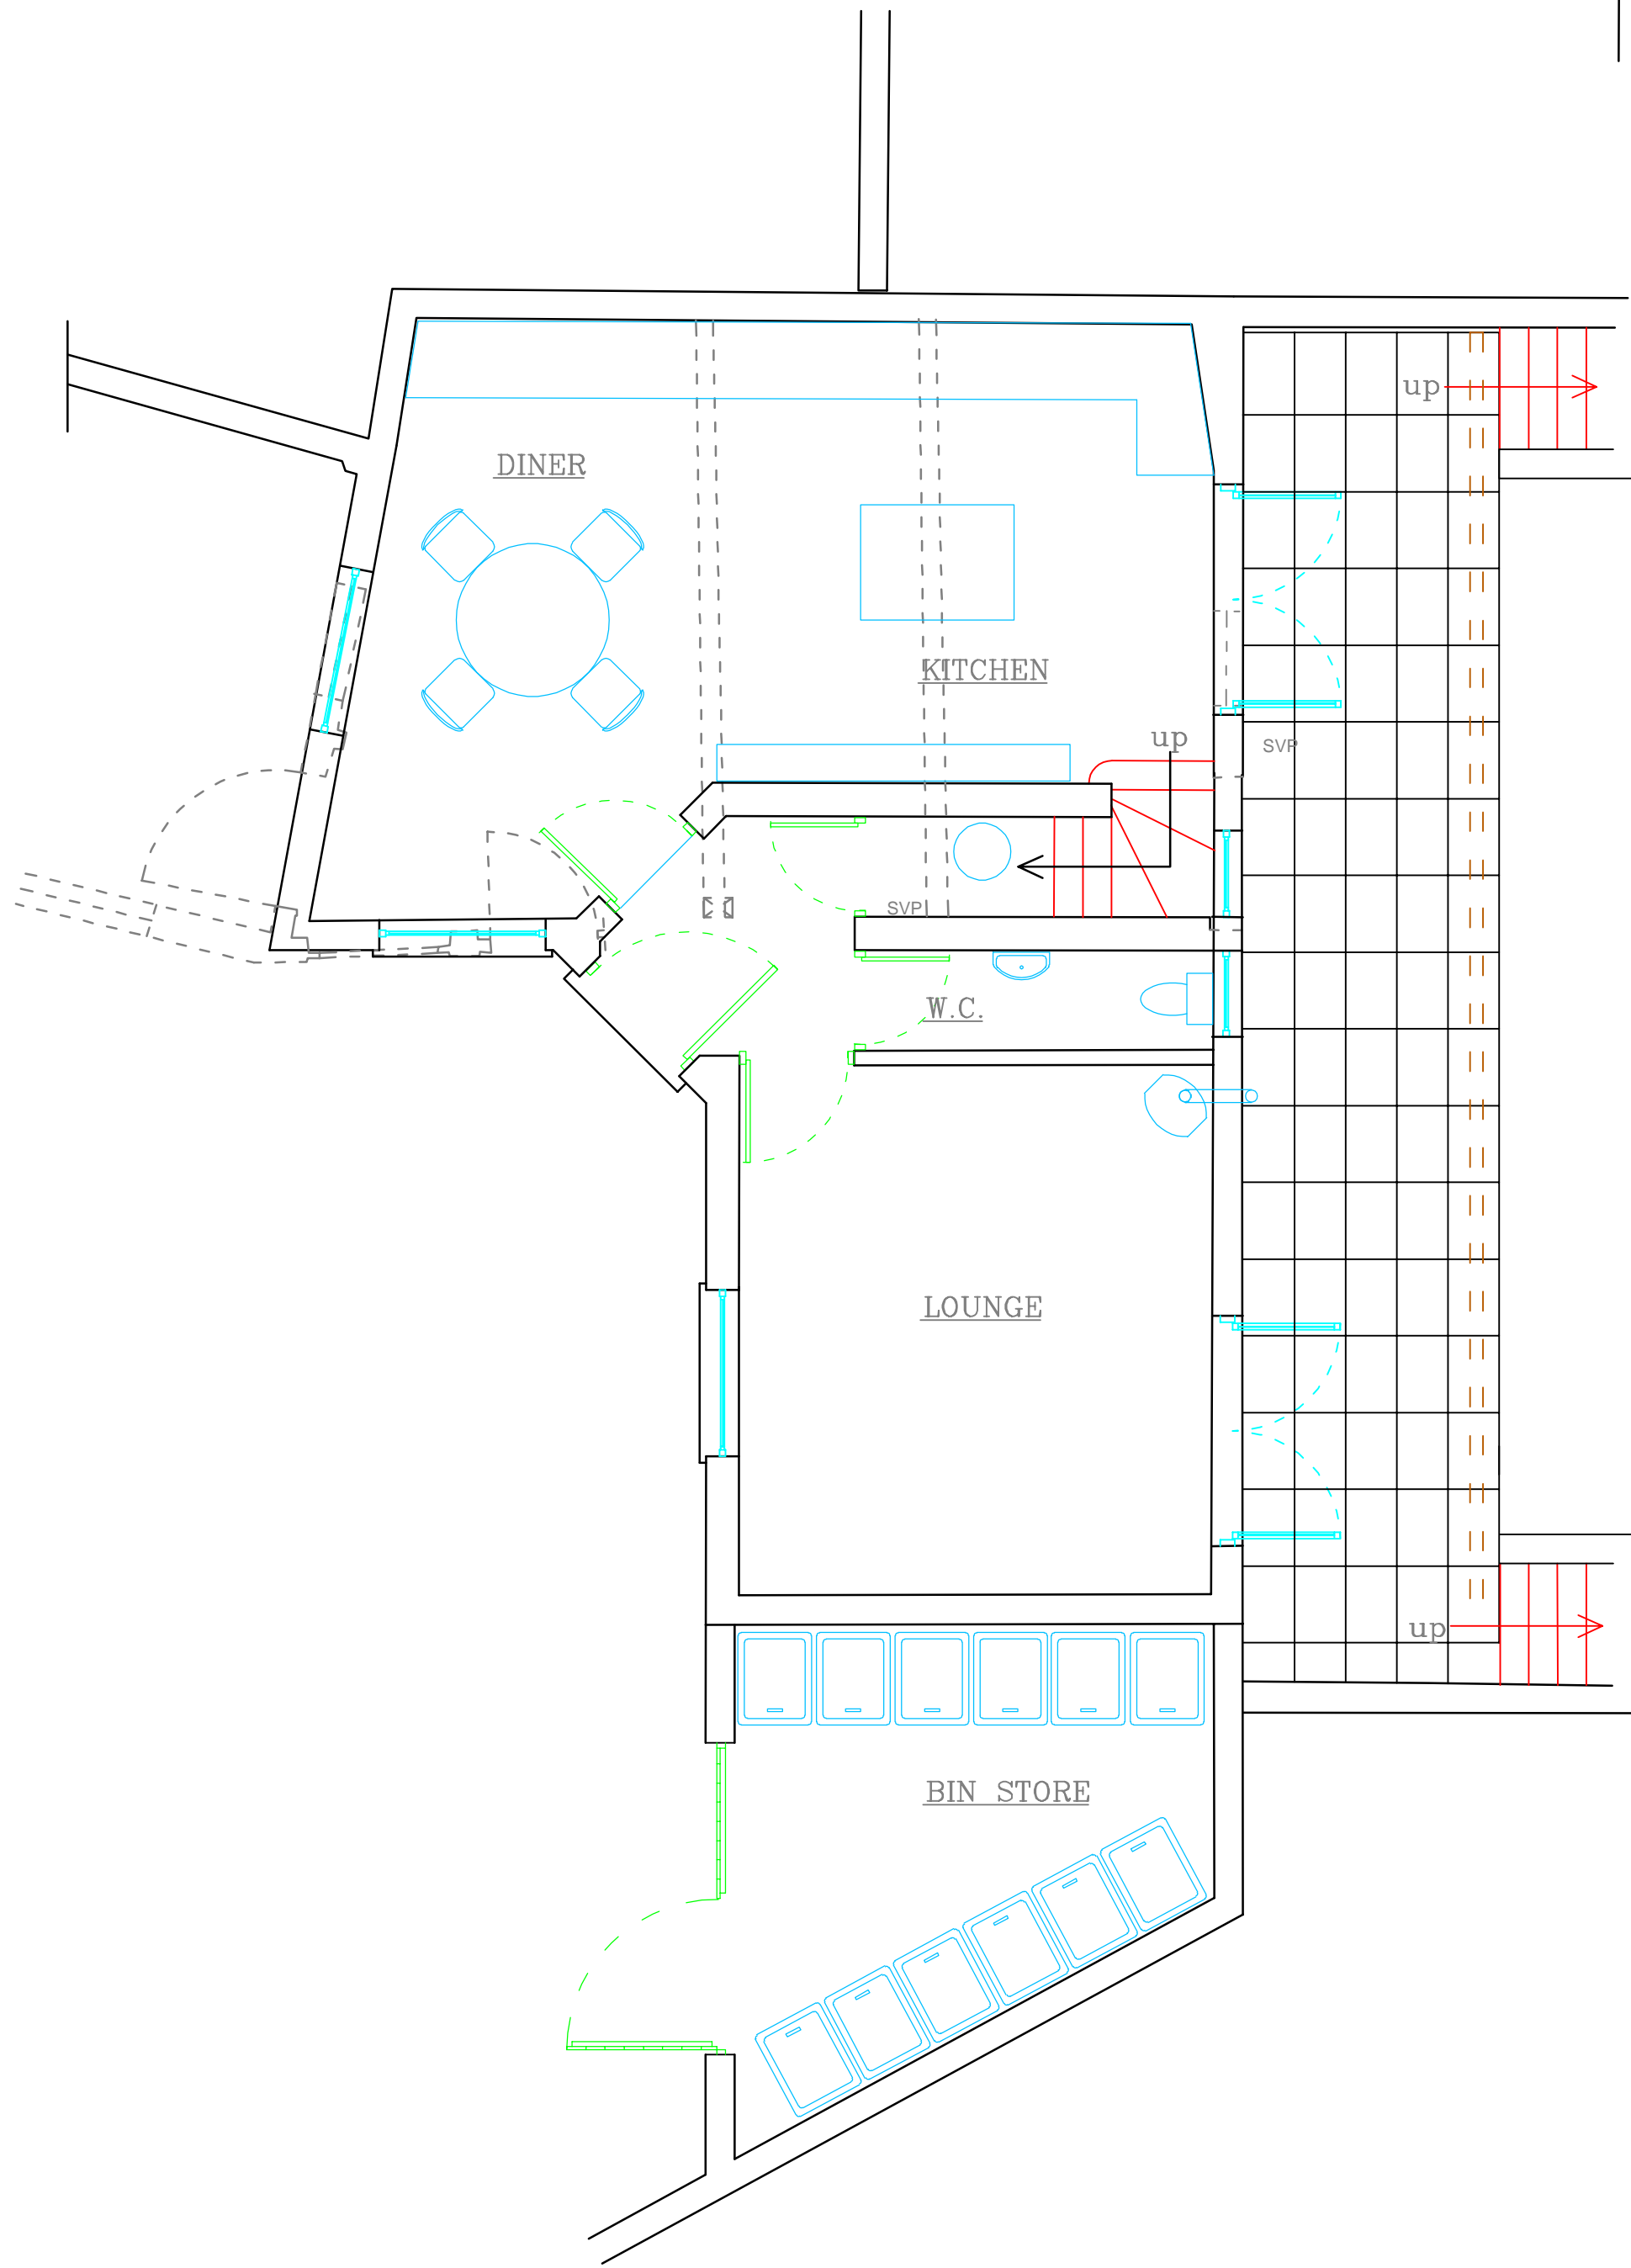 up
DINER
KITCHEN
up
SVP
SVP
W.C.
LOUNGE
up
BIN STORE